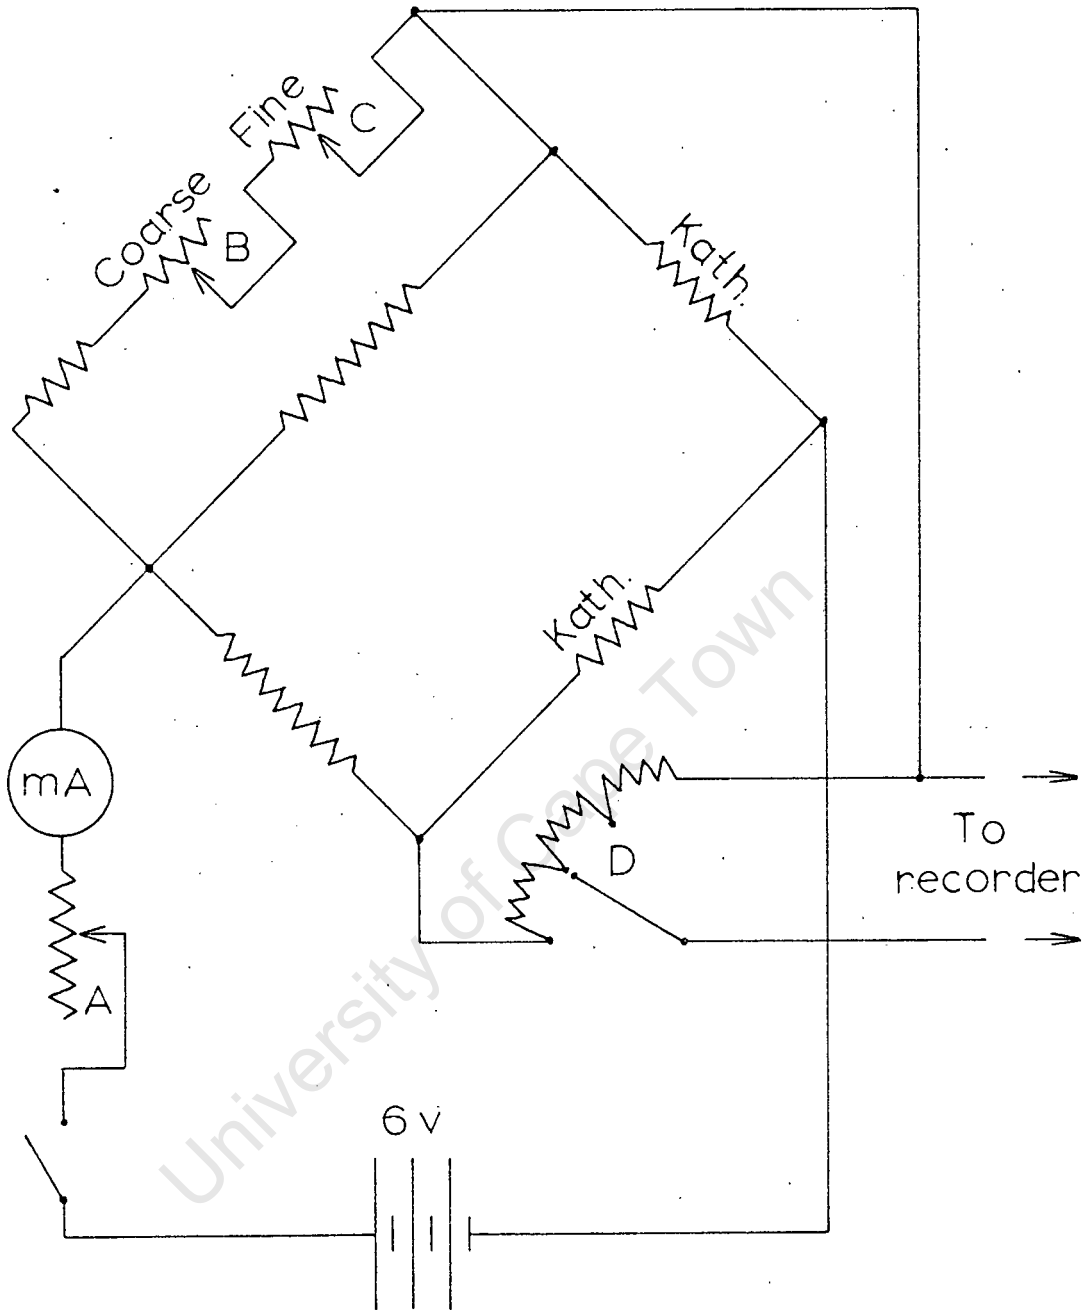 Fine
C
Coarse
B
Kath.
Kath.
mA
D
To
recorder
A
6 v
University of Cape Town